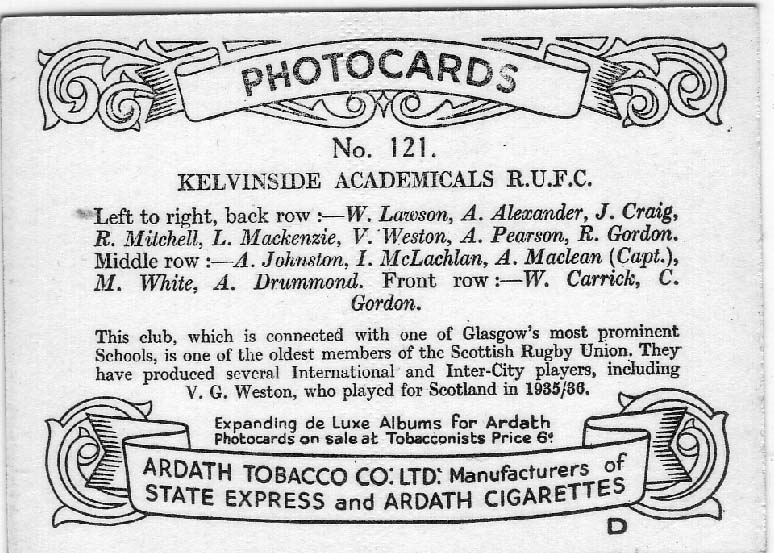 PHOTOCARDS
No. 121.
KELVINSIDE ACADEMICALS R.U.F.C.
Left to right, back row :—W. Lawson, A. Alexander, J. Craig,
R. Mitchell, L. Mackenzie, V. Weston, A. Pearson, R. Gordon.
Middle row :—A. Johnston, I. McLachlan, A. Maclean (Capt.),
M. White, A. Drummond. Front row :—W. Carrick, C.
Gordon.
This club, which is connected with one of Glasgow's most prominent
Schools, is one of the oldest members of the Scottish Rugby Union. They
have produced several International and Inter-City players, including
V. G. Weston, who played for Scotland in 1935/36.
Expanding de Luxe Albums for Ardath
Photocards on sale at Tobacconists Price 6ᵈ
ARDATH TOBACCO CO: LTD: Manufacturers of
STATE EXPRESS and ARDATH CIGARETTES
D